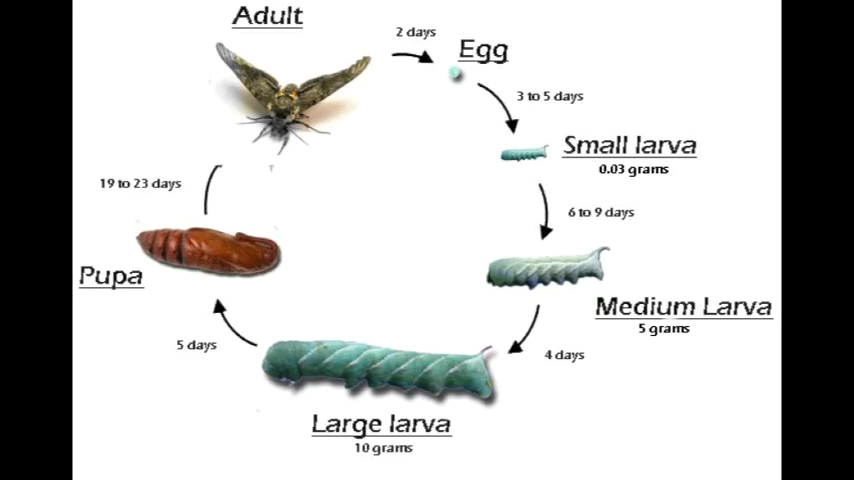 Adult
2 days
Egg
3 to 5 days
Small larva
0.03 grams
6 to 9 days
Medium Larva
5 grams
4 days
Large larva
10 grams
5 days
Pupa
19 to 23 days